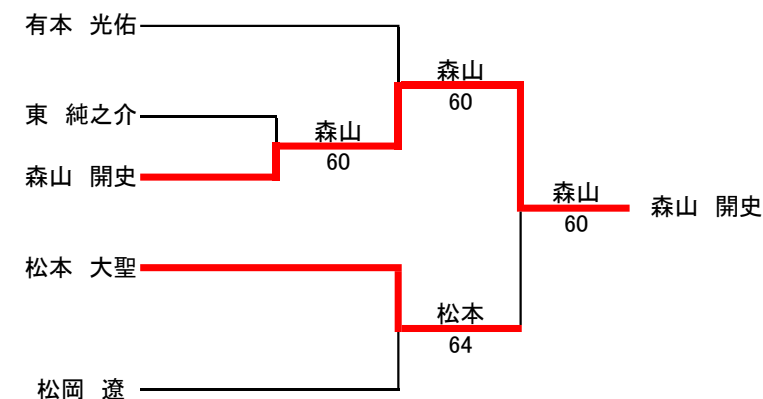 有本 光佑
森山
60
東 純之介
森山
60
森山 開史
森山
60
森山 開史
松本 大聖
松本
64
松岡 遼